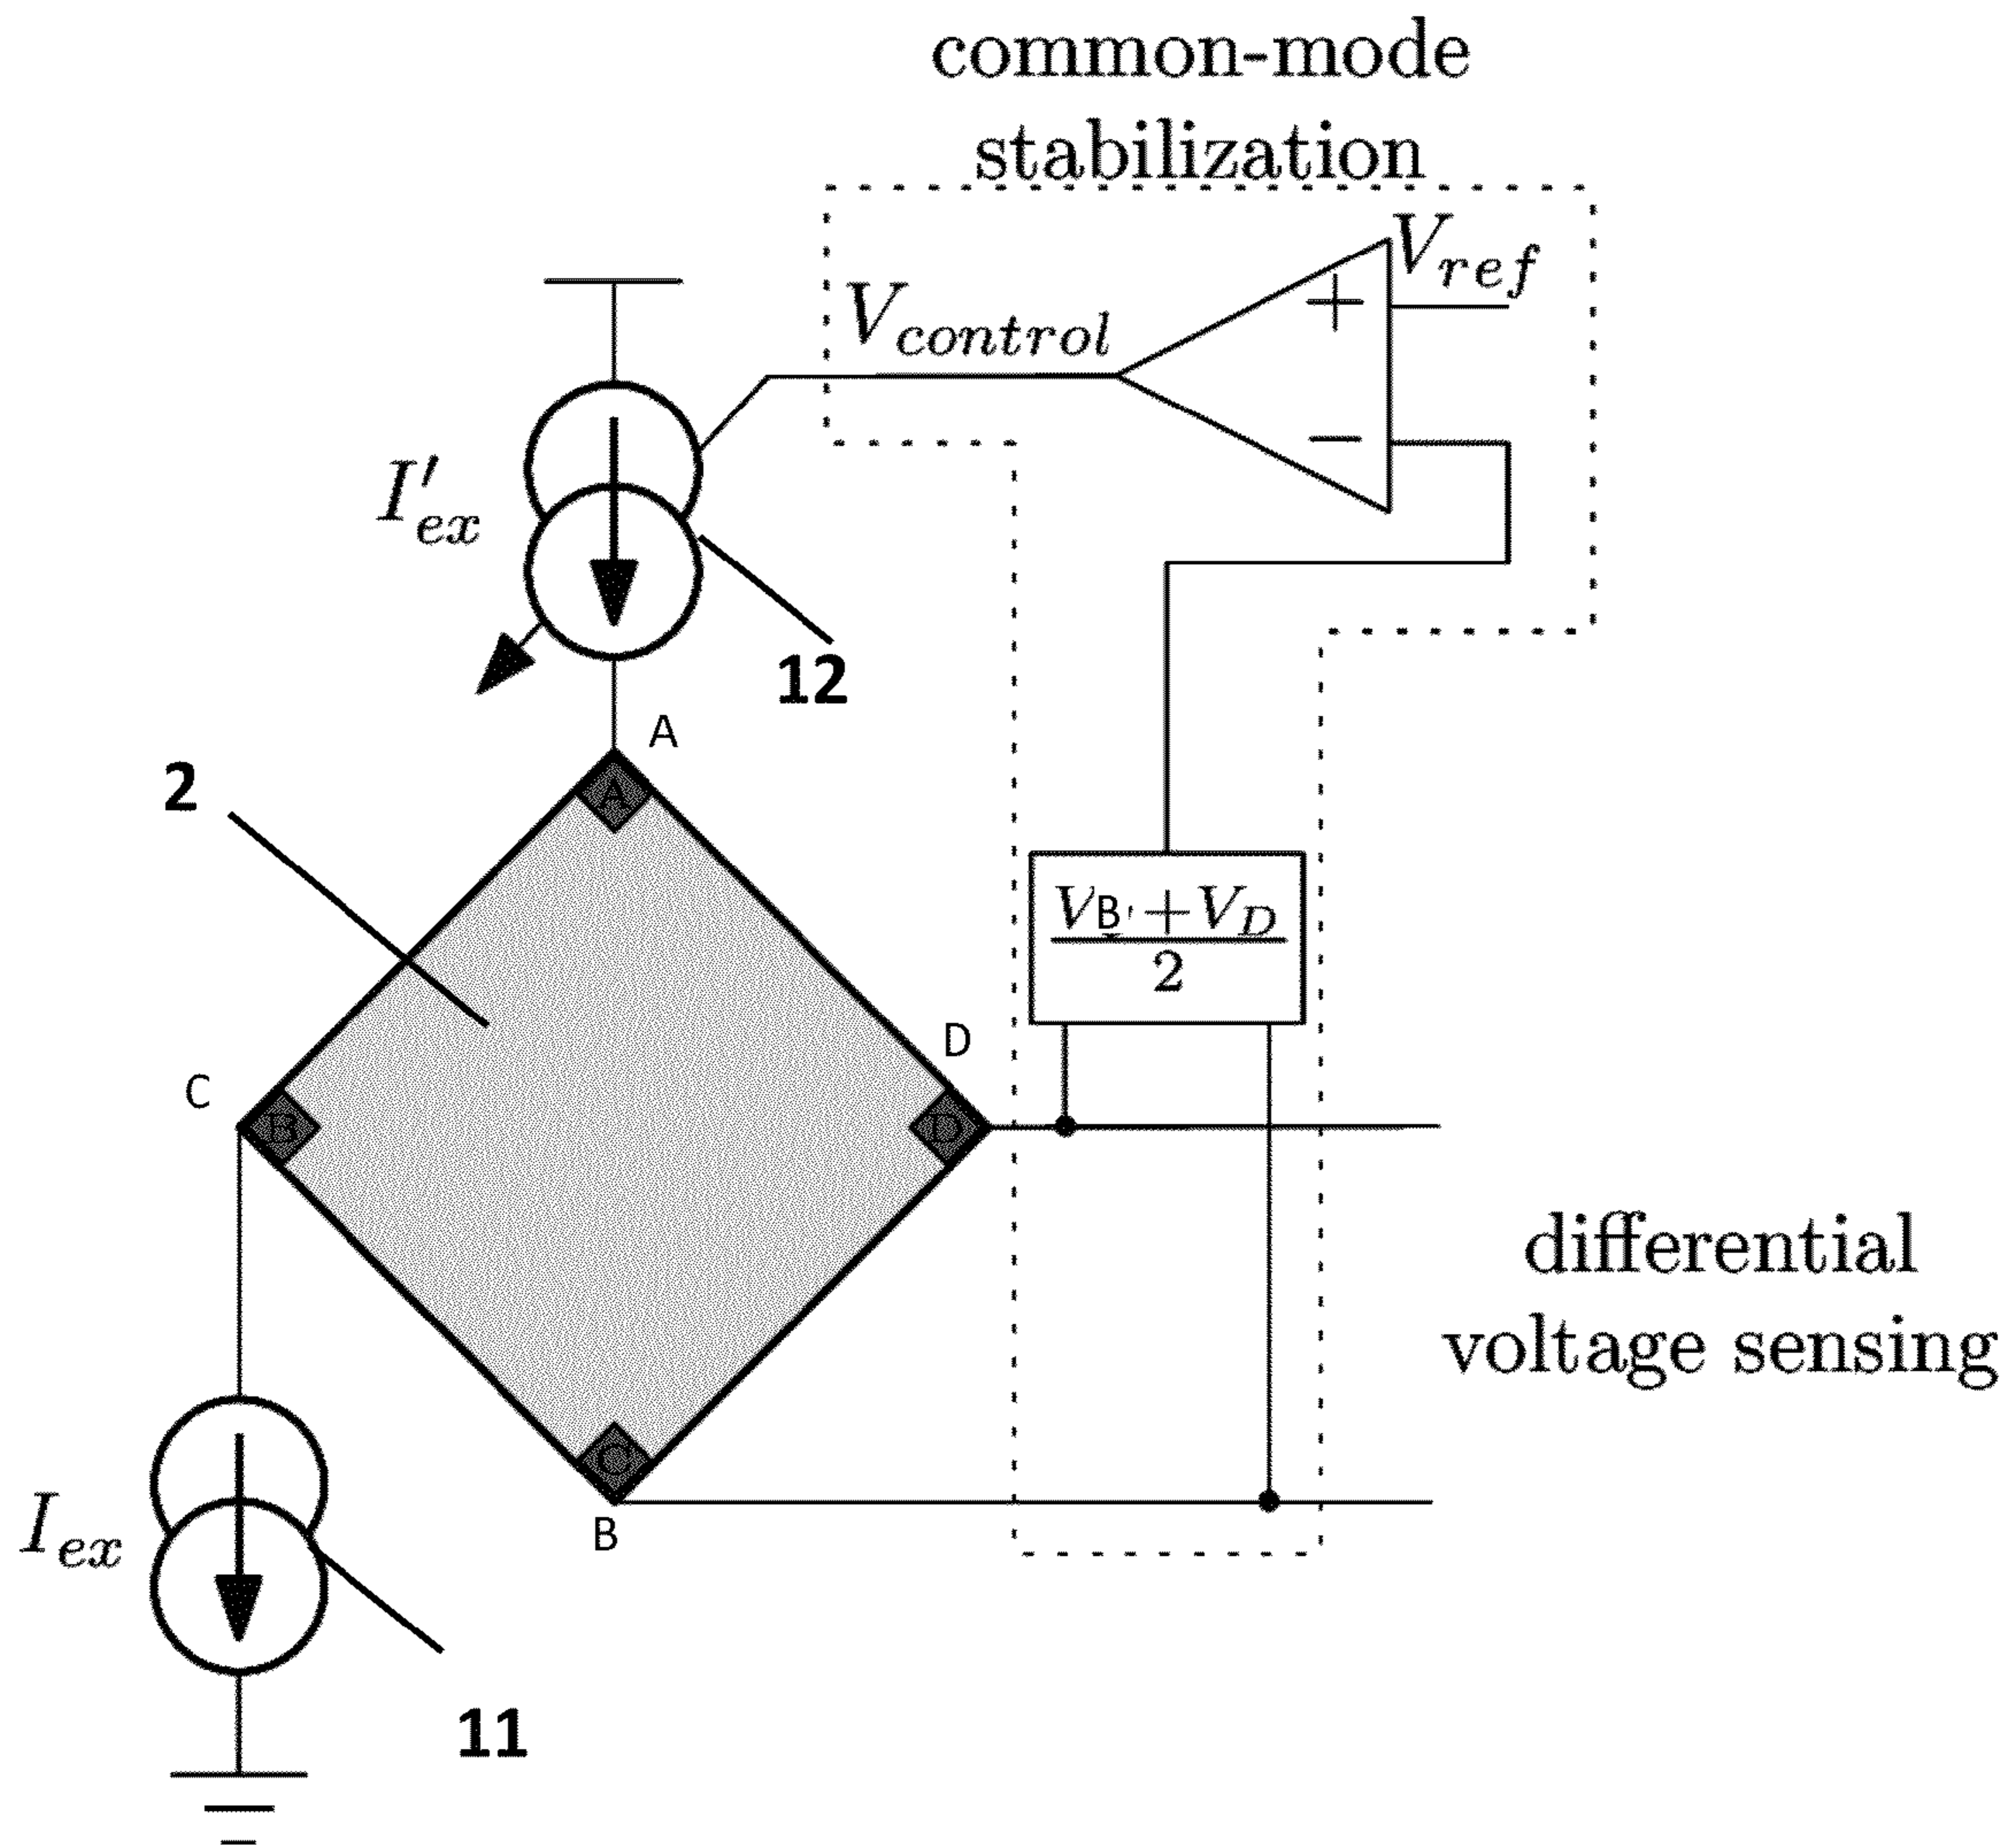 common-mode
stabilization
V_ref
+
V_control
−
I'_ex
12
A
A
2
V_B' + V_D
2
D
C
B
D
differential
voltage sensing
C
B
I_ex
11